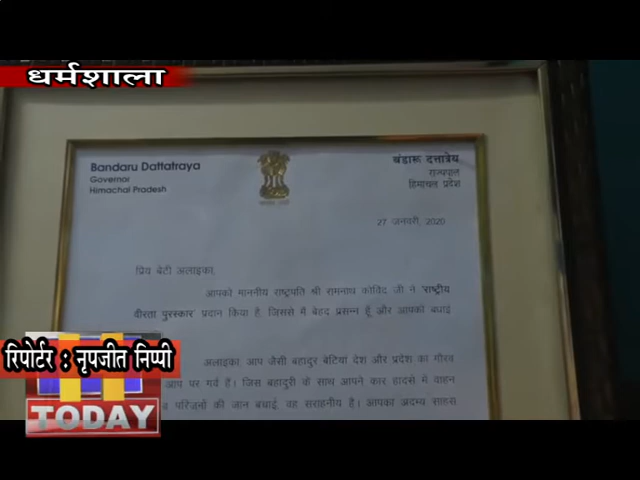 धर्मशाला
Bandaru Dattatraya
Governor
Himachal Pradesh
बंडारू दत्तात्रेय
राज्यपाल
हिमाचल प्रदेश
27 जनवरी, 2020
प्रिय बेटी अलाइका,
आपको माननीय राष्ट्रपति श्री रामनाथ कोविंद जी ने 'राष्ट्रीय
वीरता पुरस्कार' प्रदान किया है, जिससे मैं बेहद प्रसन्न हूँ और आपको बधाई
अलाइका, आप जैसी बहादुर बेटियां देश और प्रदेश का गौरव
आप पर गर्व है। जिस बहादुरी के साथ आपने कार हादसे में वाहन
परिजनों की जान बचाई, वह सराहनीय है। आपका अदम्य साहस
रिपोर्टर : नृपजीत निप्पी
TODAY